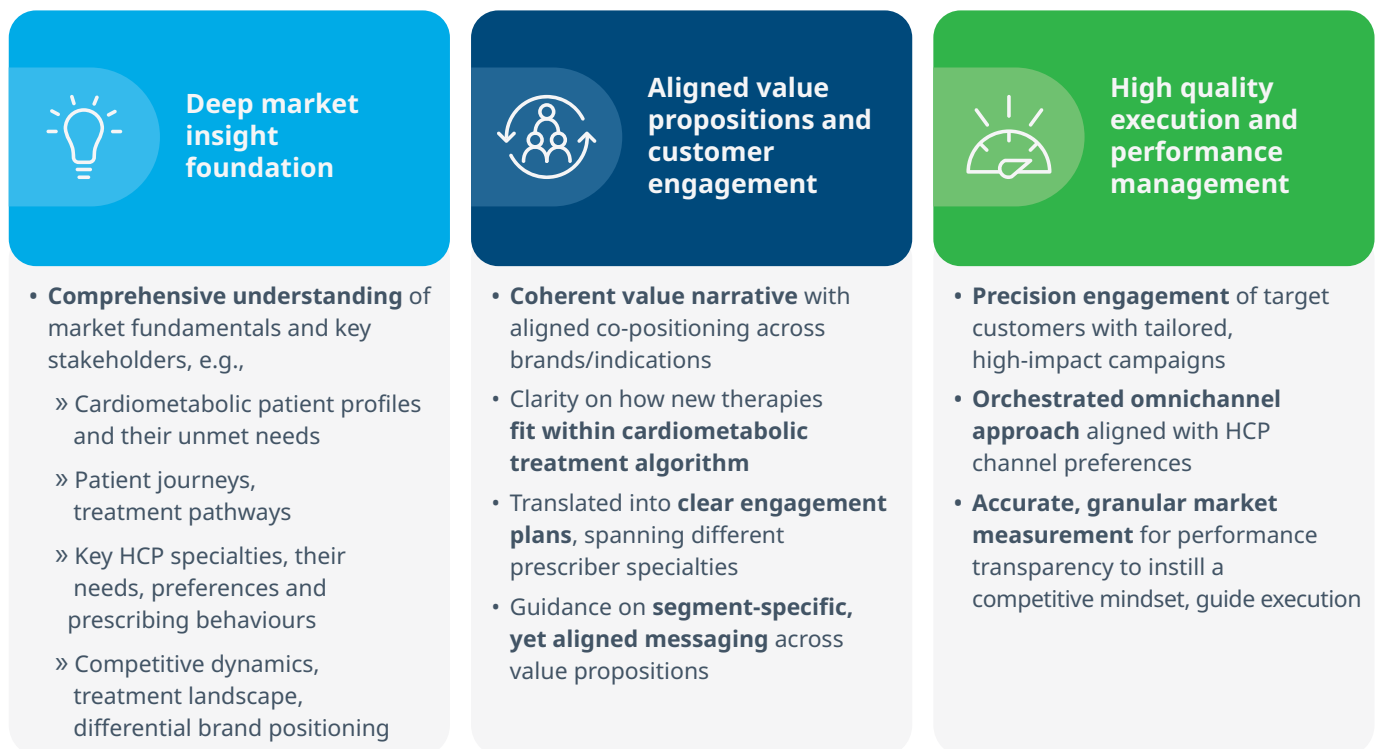 Deep market
insight
foundation
• Comprehensive understanding of
market fundamentals and key
stakeholders, e.g.,
» Cardiometabolic patient profiles
and their unmet needs
» Patient journeys,
treatment pathways
» Key HCP specialties, their
needs, preferences and
prescribing behaviours
» Competitive dynamics,
treatment landscape,
differential brand positioning
Aligned value
propositions and
customer
engagement
• Coherent value narrative with
aligned co-positioning across
brands/indications
• Clarity on how new therapies
fit within cardiometabolic
treatment algorithm
• Translated into clear engagement
plans, spanning different
prescriber specialties
• Guidance on segment-specific,
yet aligned messaging across
value propositions
High quality
execution and
performance
management
• Precision engagement of target
customers with tailored,
high-impact campaigns
• Orchestrated omnichannel
approach aligned with HCP
channel preferences
• Accurate, granular market
measurement for performance
transparency to instill a
competitive mindset, guide execution